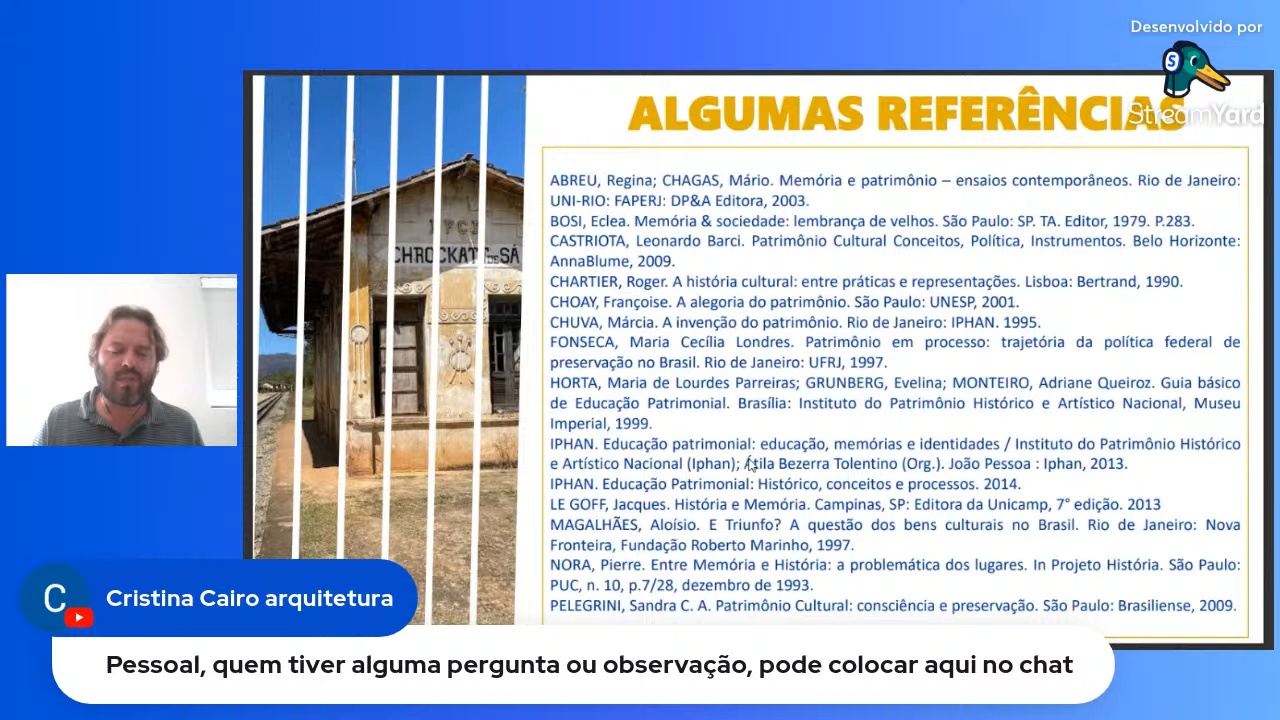 Desenvolvido por
StreamYard
ALGUMAS REFERÊNCIAS
CHROCKATT DE SÁ
ABREU, Regina; CHAGAS, Mário. Memória e patrimônio – ensaios contemporâneos. Rio de Janeiro:
UNI-RIO: FAPERJ: DP&A Editora, 2003.
BOSI, Eclea. Memória & sociedade: lembrança de velhos. São Paulo: SP. TA. Editor, 1979. P.283.
CASTRIOTA, Leonardo Barci. Patrimônio Cultural Conceitos, Política, Instrumentos. Belo Horizonte:
AnnaBlume, 2009.
CHARTIER, Roger. A história cultural: entre práticas e representações. Lisboa: Bertrand, 1990.
CHOAY, Françoise. A alegoria do patrimônio. São Paulo: UNESP, 2001.
CHUVA, Márcia. A invenção do patrimônio. Rio de Janeiro: IPHAN. 1995.
FONSECA, Maria Cecília Londres. Patrimônio em processo: trajetória da política federal de
preservação no Brasil. Rio de Janeiro: UFRJ, 1997.
HORTA, Maria de Lourdes Parreiras; GRUNBERG, Evelina; MONTEIRO, Adriane Queiroz. Guia básico
de Educação Patrimonial. Brasília: Instituto do Patrimônio Histórico e Artístico Nacional, Museu
Imperial, 1999.
IPHAN. Educação patrimonial: educação, memórias e identidades / Instituto do Patrimônio Histórico
e Artístico Nacional (Iphan); Átila Bezerra Tolentino (Org.). João Pessoa : Iphan, 2013.
IPHAN. Educação Patrimonial: Histórico, conceitos e processos. 2014.
LE GOFF, Jacques. História e Memória. Campinas, SP: Editora da Unicamp, 7° edição. 2013
MAGALHÃES, Aloísio. E Triunfo? A questão dos bens culturais no Brasil. Rio de Janeiro: Nova
Fronteira, Fundação Roberto Marinho, 1997.
NORA, Pierre. Entre Memória e História: a problemática dos lugares. In Projeto História. São Paulo:
PUC, n. 10, p.7/28, dezembro de 1993.
PELEGRINI, Sandra C. A. Patrimônio Cultural: consciência e preservação. São Paulo: Brasiliense, 2009.
C
Cristina Cairo arquitetura
Pessoal, quem tiver alguma pergunta ou observação, pode colocar aqui no chat